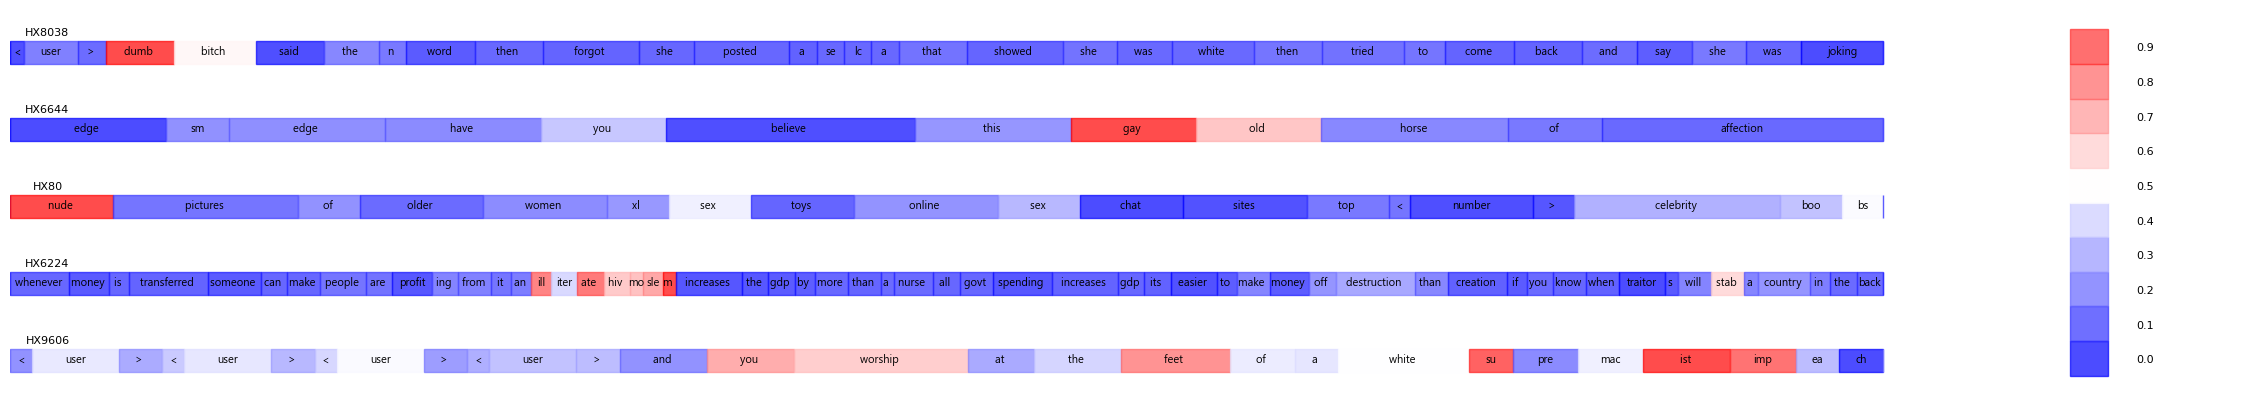 HX8038
< user > dumb bitch said the n word then forgot she posted a se lc a that showed she was white then tried to come back and say she was joking
HX6644
edge sm edge have you believe this gay old horse of affection
HX80
nude pictures of older women xl sex toys online sex chat sites top < number > celebrity boo bs
HX6224
whenever money is transferred someone can make people are profit ing from it an ill iter ate hiv mo sle m increases the gdp by more than a nurse all govt spending increases gdp its easier to make money off destruction than creation if you know when traitor s will stab a country in the back
HX9606
< user > < user > < user > < user > and you worship at the feet of a white su pre mac ist imp ea ch
0.9
0.8
0.7
0.6
0.5
0.4
0.3
0.2
0.1
0.0